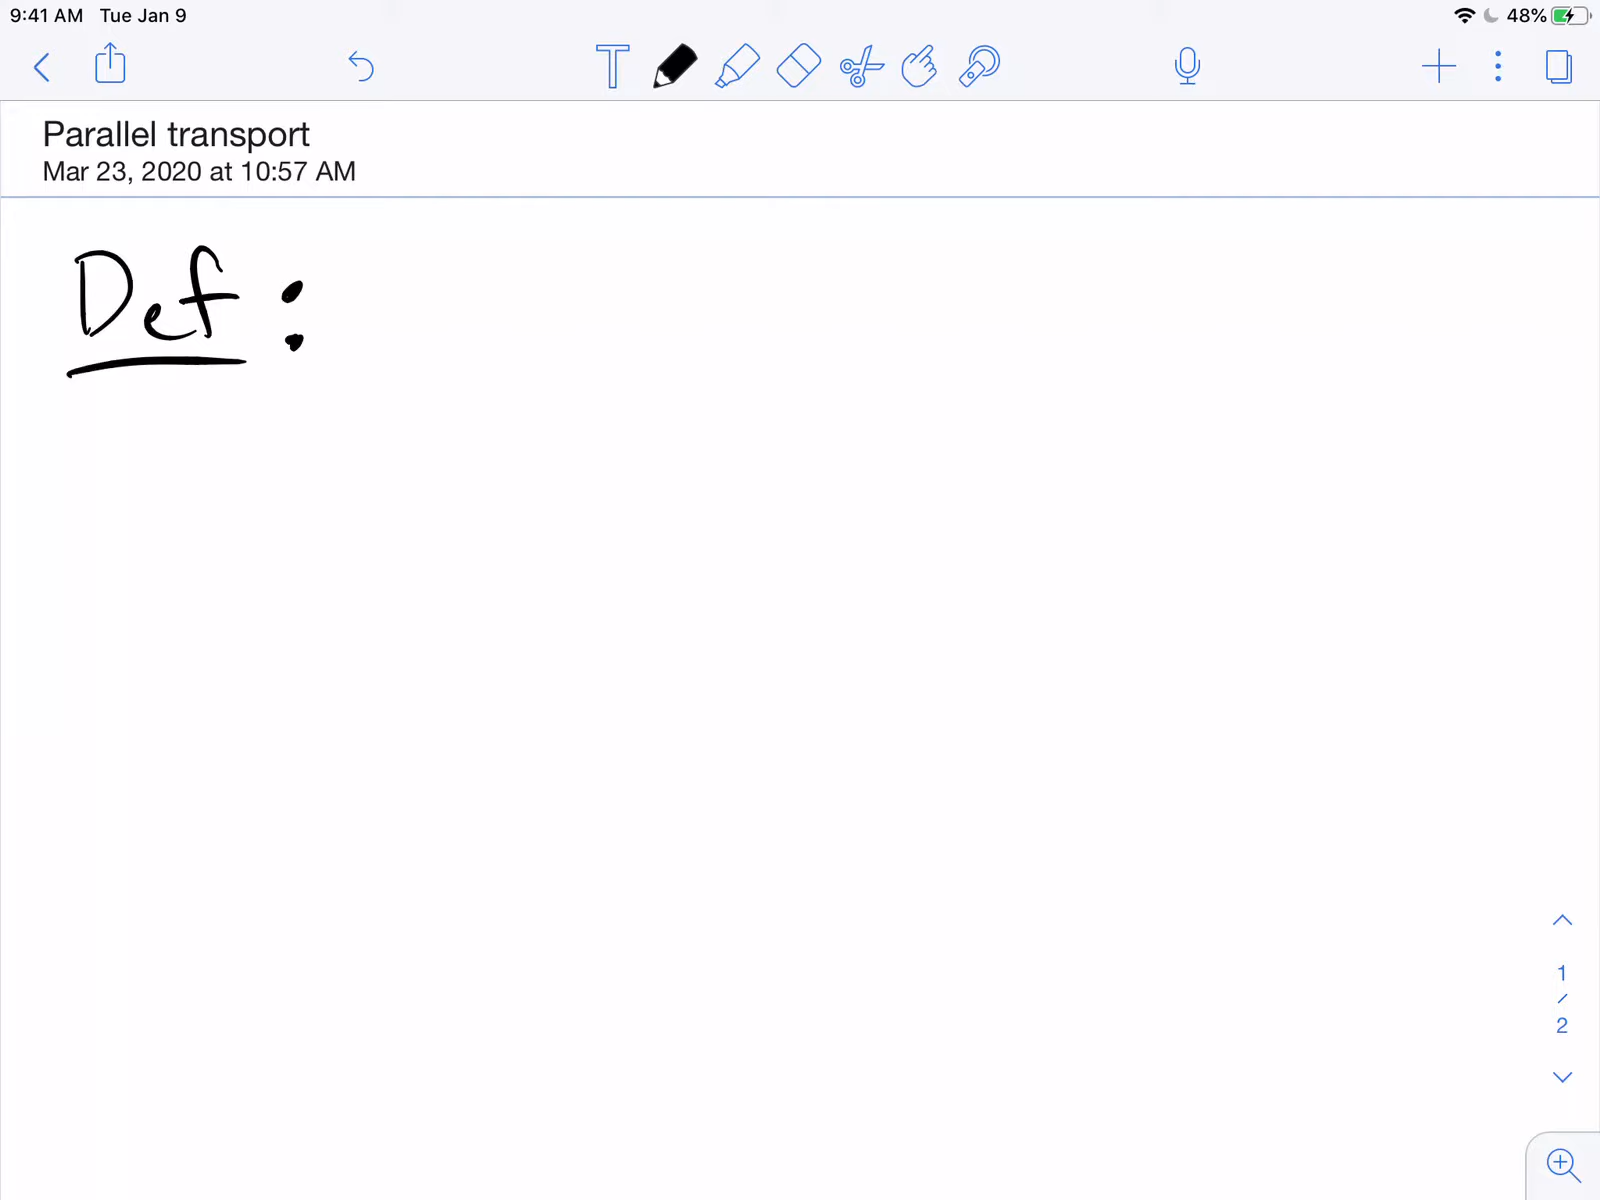 9:41 AM Tue Jan 9 48%
T
Parallel transport
Mar 23, 2020 at 10:57 AM
Def:
1
/
2